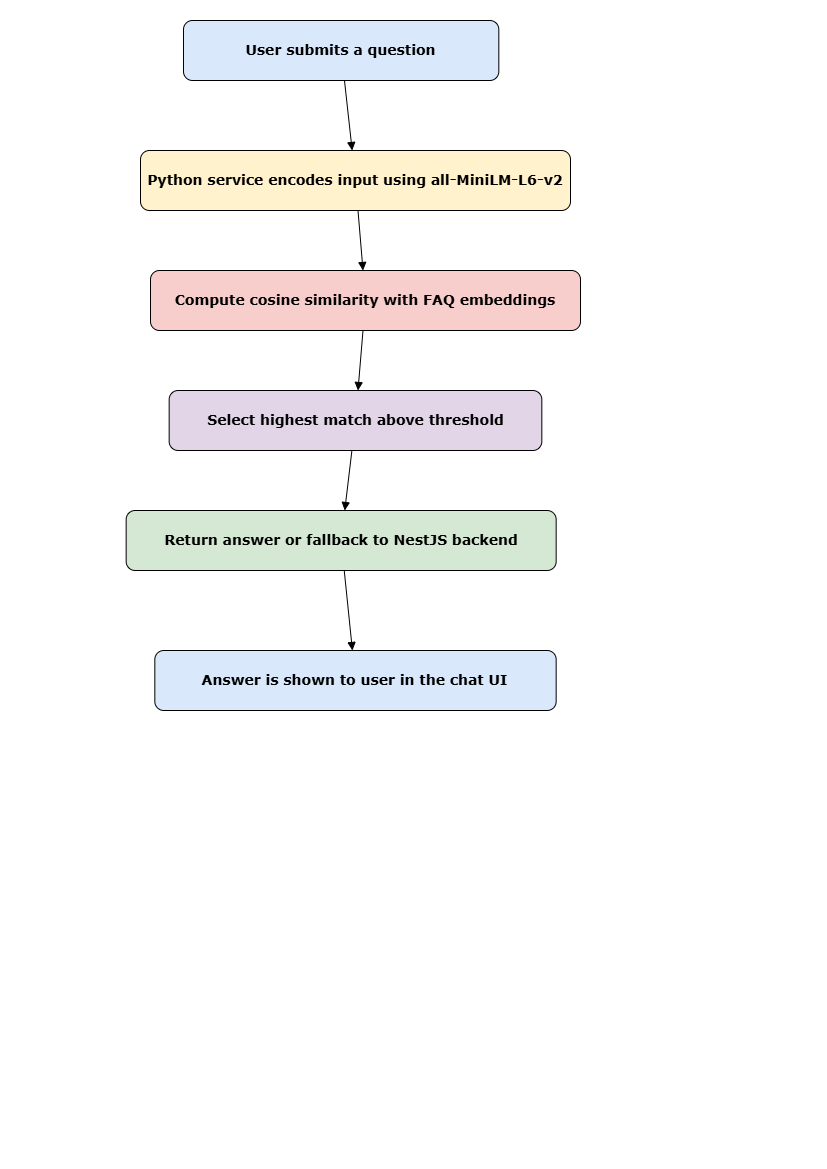 User submits a question
Python service encodes input using all-MiniLM-L6-v2
Compute cosine similarity with FAQ embeddings
Select highest match above threshold
Return answer or fallback to NestJS backend
Answer is shown to user in the chat UI